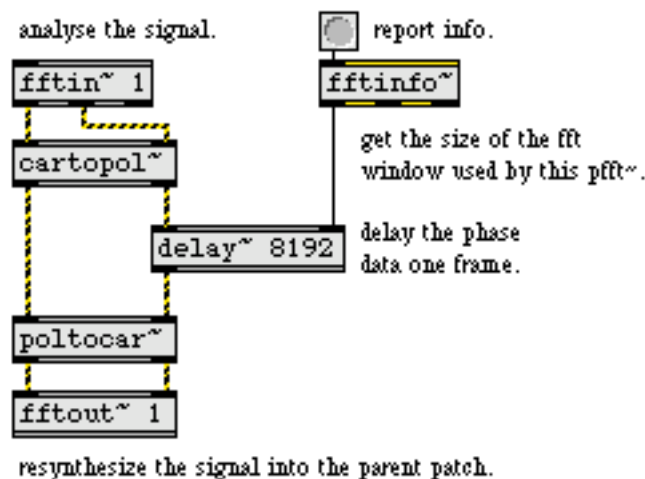 analyse the signal.
report info.
fftin~ 1
fftinfo~
get the size of the fft
window used by this pfft~.
cartopol~
delay~ 8192
delay the phase
data one frame.
poltocar~
fftout~ 1
resynthesize the signal into the parent patch.